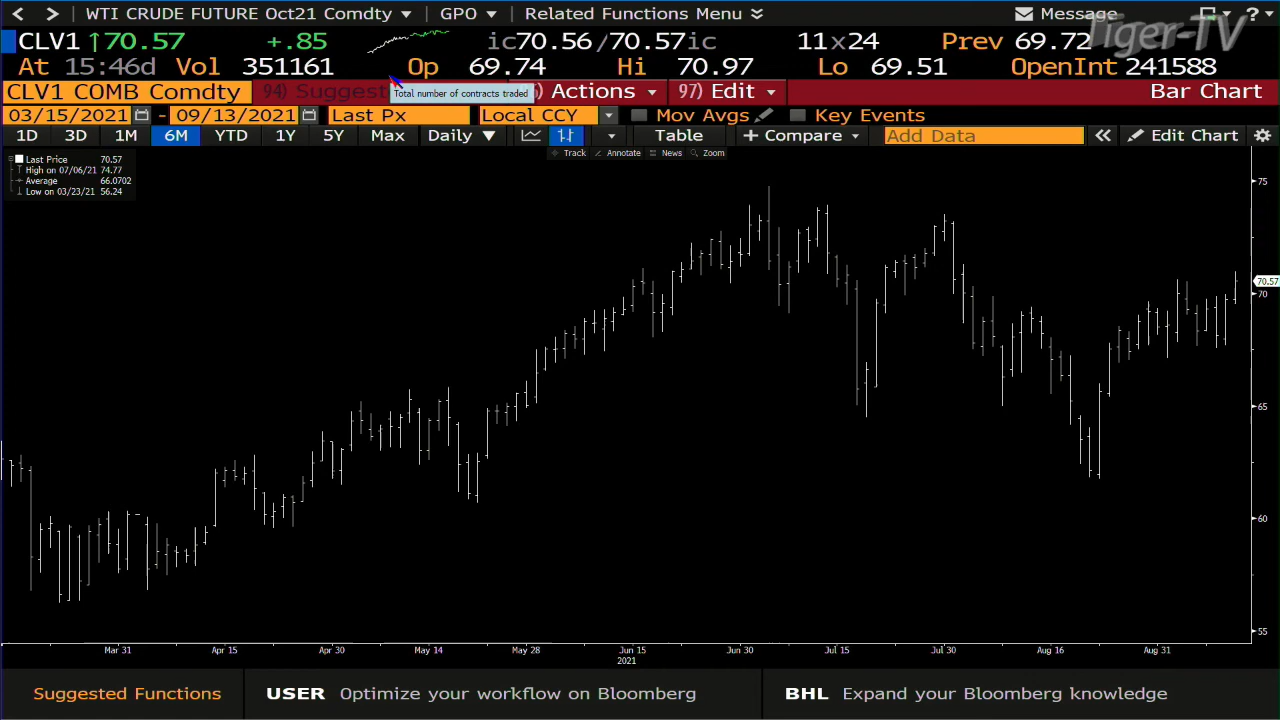 WTI CRUDE FUTURE Oct21 Comdty GPO Related Functions Menu Message ?
Tiger-TV
CLV1 ↑70.57 +.85 ic70.56/70.57ic 11x24 Prev 69.72
At 15:46d Vol 351161 Op 69.74 Hi 70.97 Lo 69.51 OpenInt 241588
CLV1 COMB Comdty 94) Suggest Actions 97) Edit Bar Chart
Total number of contracts traded
03/15/2021 - 09/13/2021 Last Px Local CCY Mov Avgs Key Events
1D 3D 1M 6M YTD 1Y 5Y Max Daily ▼ Table + Compare Add Data « Edit Chart
Track Annotate News Zoom
Last Price 70.57
High on 07/06/21 74.77
Average 66.0702
Low on 03/23/21 56.24
75
70.57
70
65
60
55
Mar 31 Apr 15 Apr 30 May 14 May 28 Jun 15 Jun 30 Jul 15 Jul 30 Aug 16 Aug 31
2021
Suggested Functions USER Optimize your workflow on Bloomberg BHL Expand your Bloomberg knowledge